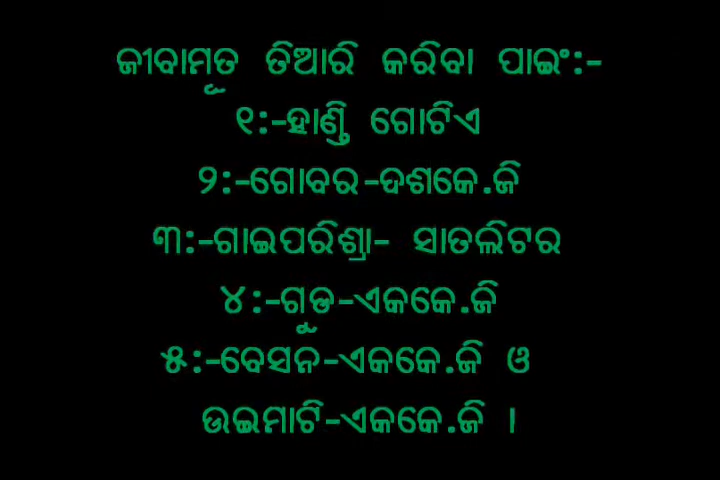 ଜୀବାମୃତ ତିଆରି କରିବା ପାଇଂ:-
୧:-ହାଣ୍ଡି ଗୋଟିଏ
୨:-ଗୋବର-ଦଶକେ.ଜି
୩:-ଗାଇପରିଶ୍ରା- ସାତଲିଟର
୪:-ଗୁଡ-ଏକକେ.ଜି
୫:-ବେସନ-ଏକକେ.ଜି ଓ
ଉଇମାଟି-ଏକକେ.ଜି ।